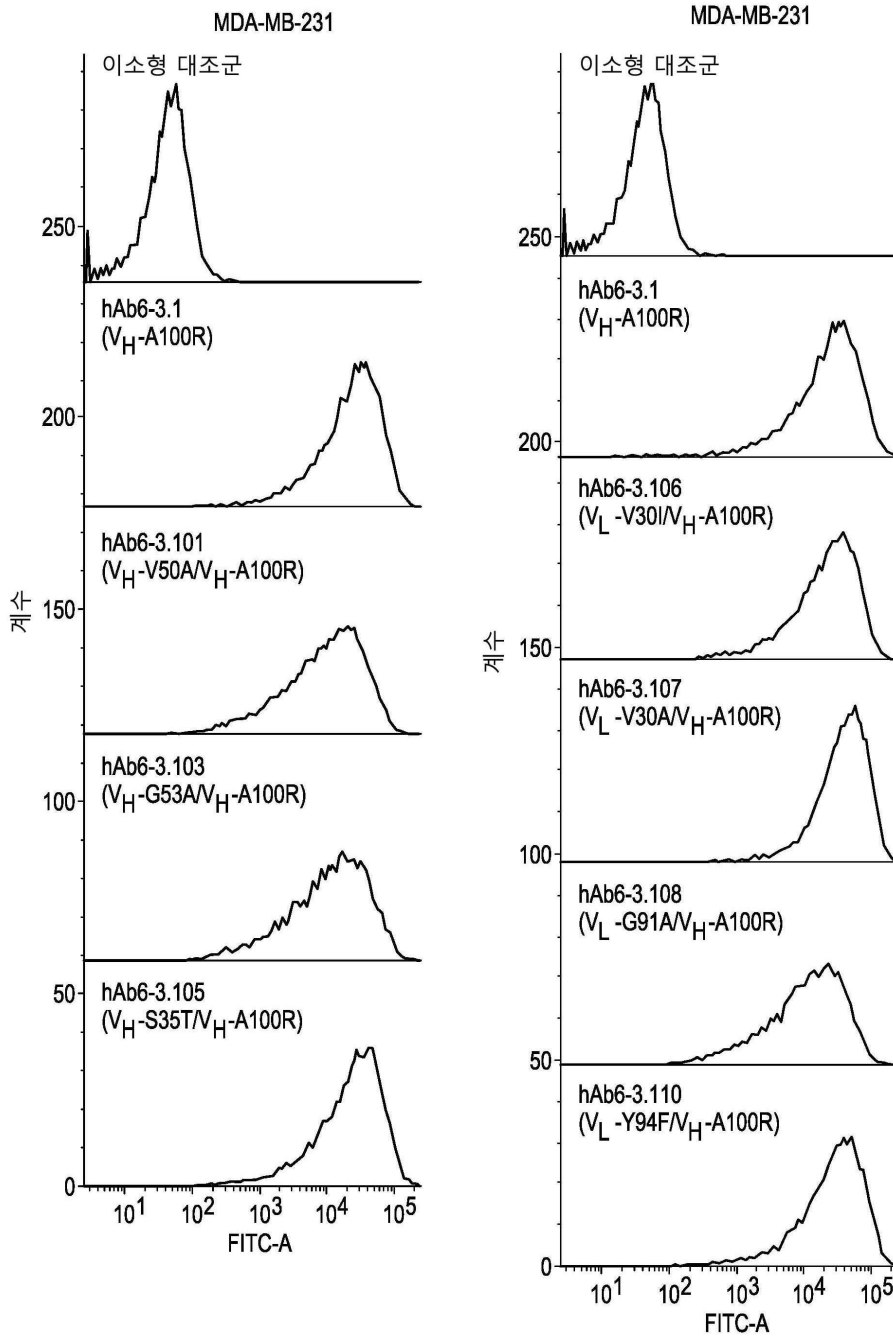 MDA-MB-231
이소형 대조군
250
hAb6-3.1
(VH-A100R)
200
hAb6-3.101
(VH-V50A/VH-A100R)
150
계수
hAb6-3.103
(VH-G53A/VH-A100R)
100
hAb6-3.105
(VH-S35T/VH-A100R)
50
0
10¹ 10² 10³ 10⁴ 10⁵
FITC-A
MDA-MB-231
이소형 대조군
250
hAb6-3.1
(VH-A100R)
200
hAb6-3.106
(VL-V30I/VH-A100R)
150
계수
hAb6-3.107
(VL-V30A/VH-A100R)
100
hAb6-3.108
(VL-G91A/VH-A100R)
50
hAb6-3.110
(VL-Y94F/VH-A100R)
0
10¹ 10² 10³ 10⁴ 10⁵
FITC-A